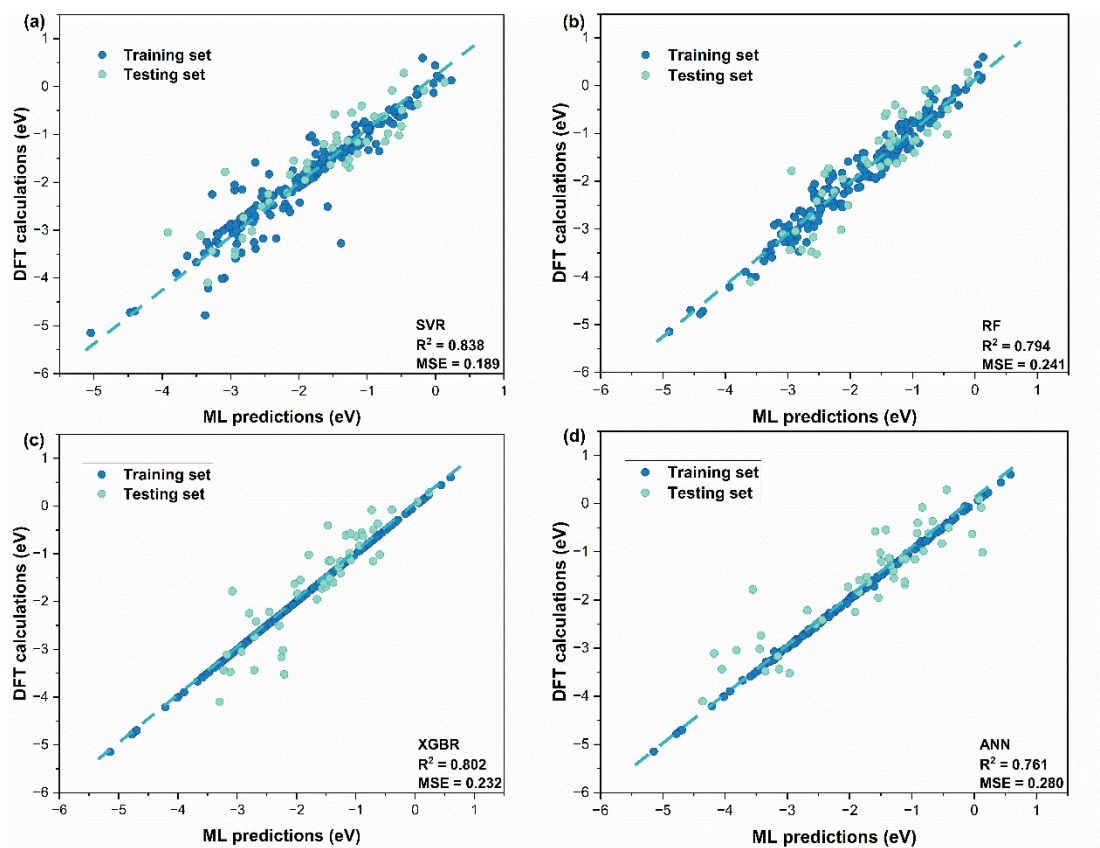 (a)
Training set
Testing set
SVR
R² = 0.838
MSE = 0.189
1
0
−1
−2
−3
−4
−5
−6
DFT calculations (eV)
−5 −4 −3 −2 −1 0 1
ML predictions (eV)
(b)
Training set
Testing set
RF
R² = 0.794
MSE = 0.241
1
0
−1
−2
−3
−4
−5
−6
DFT calculations (eV)
−6 −5 −4 −3 −2 −1 0 1
ML predictions (eV)
(c)
Training set
Testing set
XGBR
R² = 0.802
MSE = 0.232
1
0
−1
−2
−3
−4
−5
−6
DFT calculations (eV)
−6 −5 −4 −3 −2 −1 0 1
ML predictions (eV)
(d)
Training set
Testing set
ANN
R² = 0.761
MSE = 0.280
1
0
−1
−2
−3
−4
−5
−6
DFT calculations (eV)
−6 −5 −4 −3 −2 −1 0 1
ML predictions (eV)